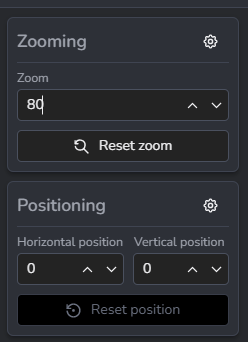 Zooming
Zoom
80
Reset zoom
Positioning
Horizontal position Vertical position
0 0
Reset position